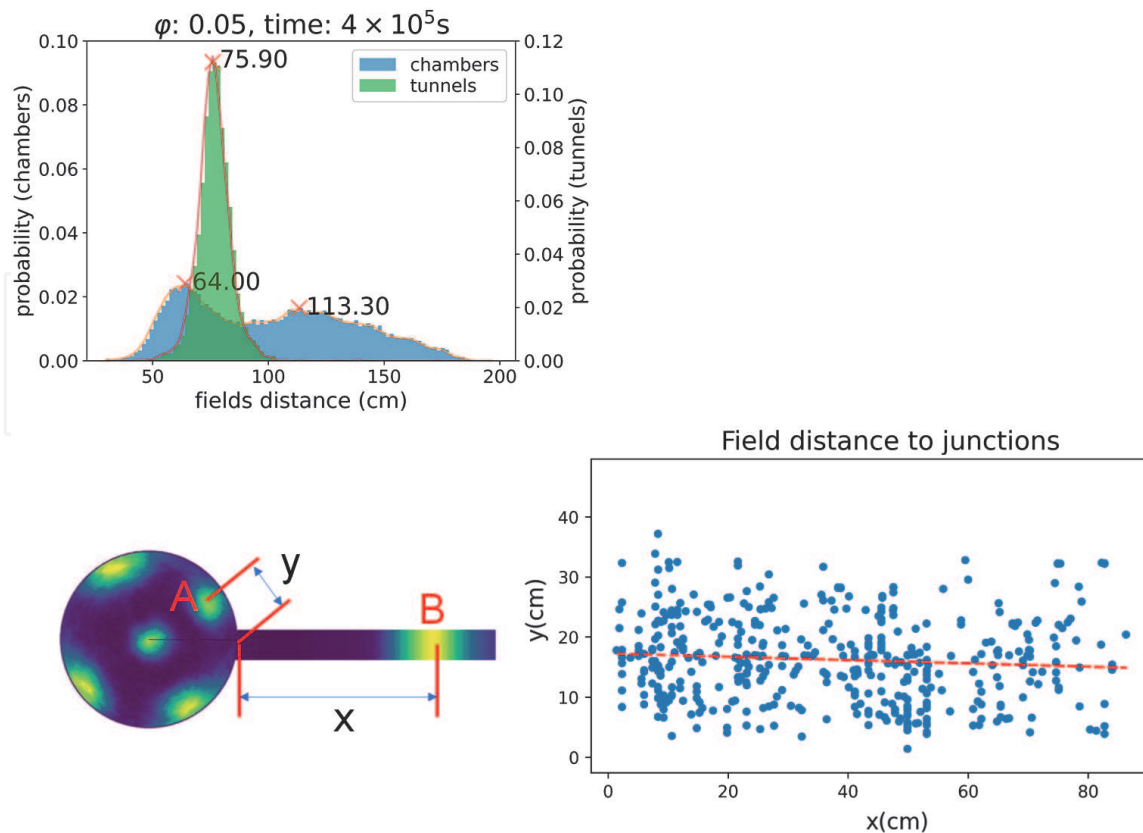 φ: 0.05, time: 4 × 10⁵s
0.10
0.08
0.06
0.04
0.02
0.00
probability (chambers)
75.90
64.00
113.30
chambers
tunnels
0.12
0.10
0.08
0.06
0.04
0.02
0.00
probability (tunnels)
50
100
150
200
fields distance (cm)
A
y
B
x
Field distance to junctions
40
30
20
10
0
y(cm)
0
20
40
60
80
x(cm)